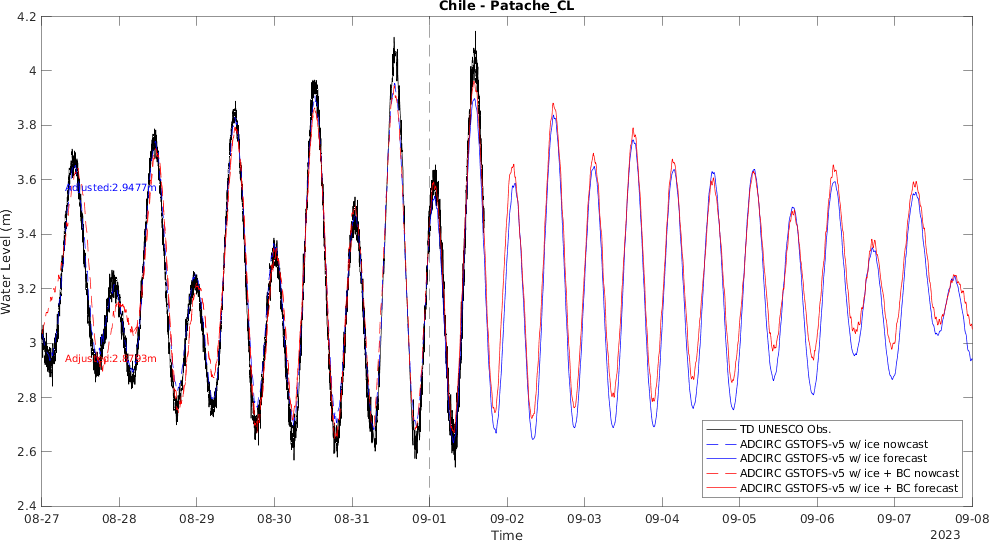 Chile - Patache_CL
4.2
4
3.8
3.6
3.4
3.2
3
2.8
2.6
2.4
Water Level (m)
Adjusted:2.9477m
Adjusted:2.8793m
TD UNESCO Obs.
ADCIRC GSTOFS-v5 w/ ice nowcast
ADCIRC GSTOFS-v5 w/ ice forecast
ADCIRC GSTOFS-v5 w/ ice + BC nowcast
ADCIRC GSTOFS-v5 w/ ice + BC forecast
08-27 08-28 08-29 08-30 08-31 09-01 09-02 09-03 09-04 09-05 09-06 09-07 09-08
Time
2023